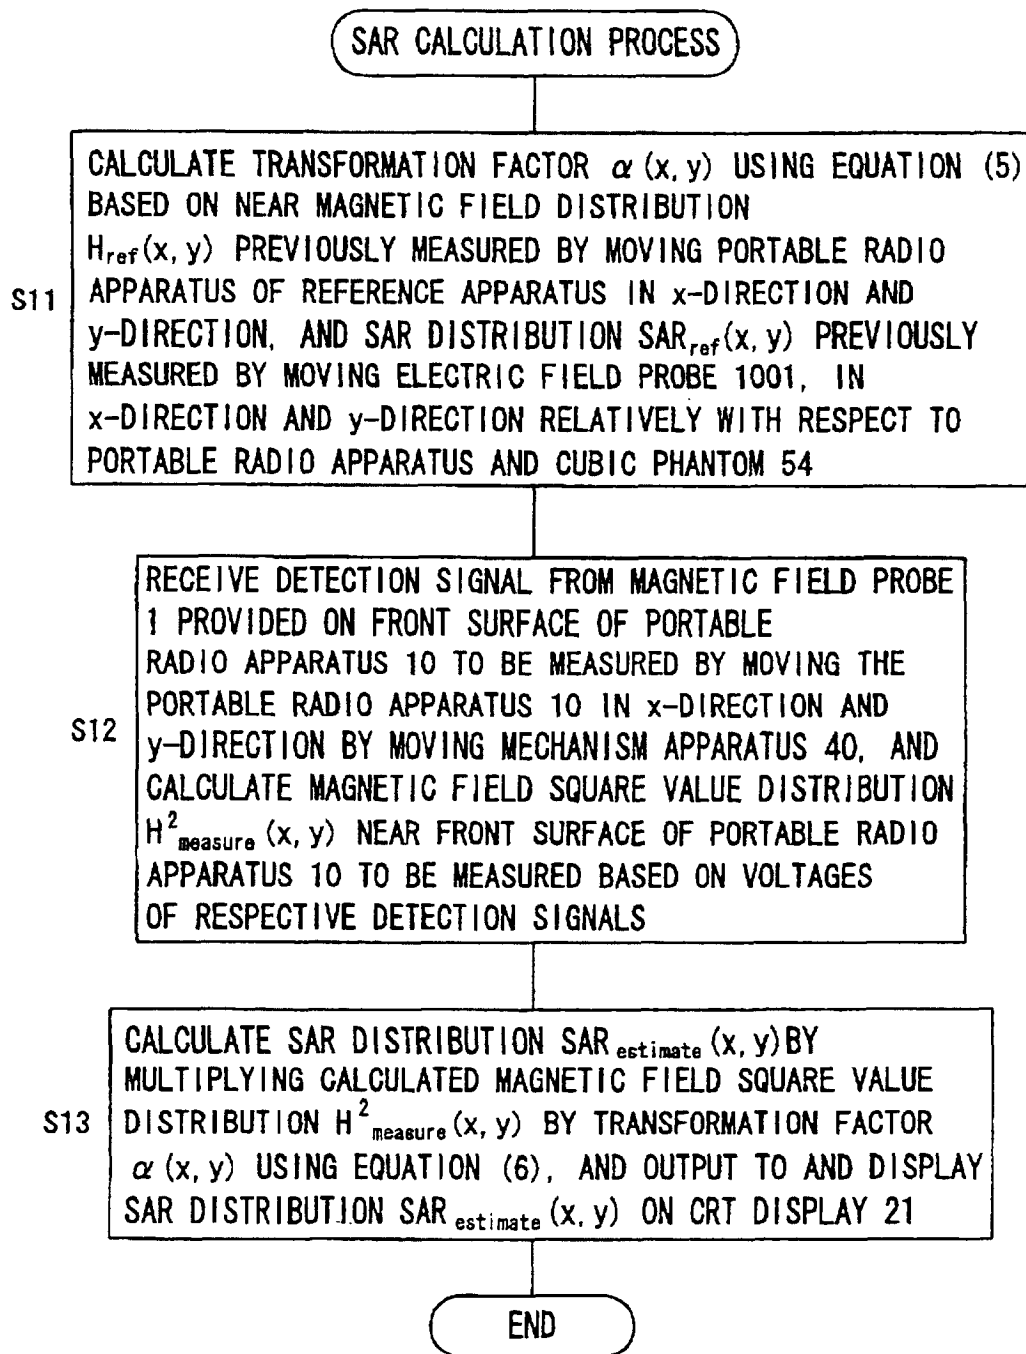 SAR CALCULATION PROCESS
S11
CALCULATE TRANSFORMATION FACTOR α(x, y) USING EQUATION (5)
BASED ON NEAR MAGNETIC FIELD DISTRIBUTION
H_ref(x, y) PREVIOUSLY MEASURED BY MOVING PORTABLE RADIO
APPARATUS OF REFERENCE APPARATUS IN x-DIRECTION AND
y-DIRECTION, AND SAR DISTRIBUTION SAR_ref(x, y) PREVIOUSLY
MEASURED BY MOVING ELECTRIC FIELD PROBE 1001, IN
x-DIRECTION AND y-DIRECTION RELATIVELY WITH RESPECT TO
PORTABLE RADIO APPARATUS AND CUBIC PHANTOM 54
S12
RECEIVE DETECTION SIGNAL FROM MAGNETIC FIELD PROBE
1 PROVIDED ON FRONT SURFACE OF PORTABLE
RADIO APPARATUS 10 TO BE MEASURED BY MOVING THE
PORTABLE RADIO APPARATUS 10 IN x-DIRECTION AND
y-DIRECTION BY MOVING MECHANISM APPARATUS 40, AND
CALCULATE MAGNETIC FIELD SQUARE VALUE DISTRIBUTION
H²_measure(x, y) NEAR FRONT SURFACE OF PORTABLE RADIO
APPARATUS 10 TO BE MEASURED BASED ON VOLTAGES
OF RESPECTIVE DETECTION SIGNALS
S13
CALCULATE SAR DISTRIBUTION SAR_estimate(x, y) BY
MULTIPLYING CALCULATED MAGNETIC FIELD SQUARE VALUE
DISTRIBUTION H²_measure(x, y) BY TRANSFORMATION FACTOR
α(x, y) USING EQUATION (6), AND OUTPUT TO AND DISPLAY
SAR DISTRIBUTION SAR_estimate(x, y) ON CRT DISPLAY 21
END